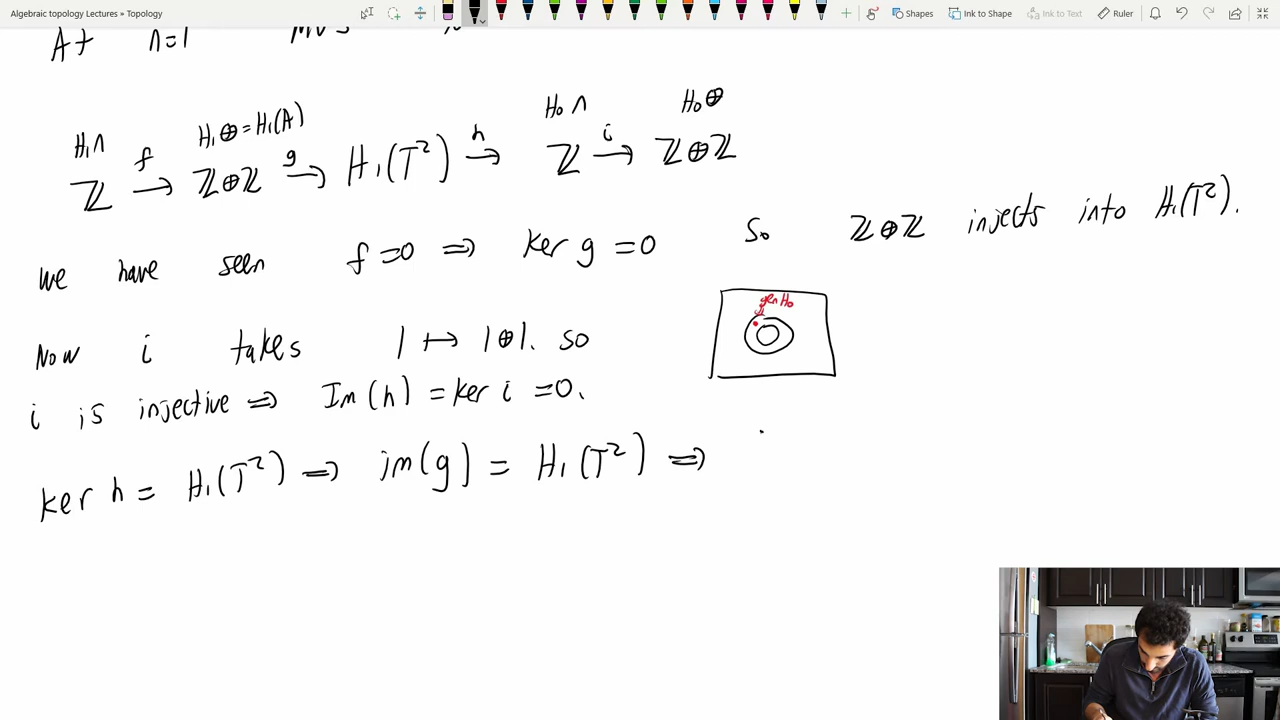 Algebraic topology Lectures » Topology
Shapes
Ink to Shape
Ink to Text
Ruler
At n=1
H₁∩ H₁⊕=H₁(A) H₀∩ H₀⊕
ℤ →f ℤ⊕ℤ →g H₁(T²) →h ℤ →i ℤ⊕ℤ
We have seen f=0 ⇒ ker g =0 So ℤ⊕ℤ injects into H₁(T²).
gen H₀
Now i takes 1 ↦ 1⊕1. so
i is injective ⇒ Im(h) = ker i =0.
ker h = H₁(T²) ⇒ im(g) = H₁(T²) ⇒